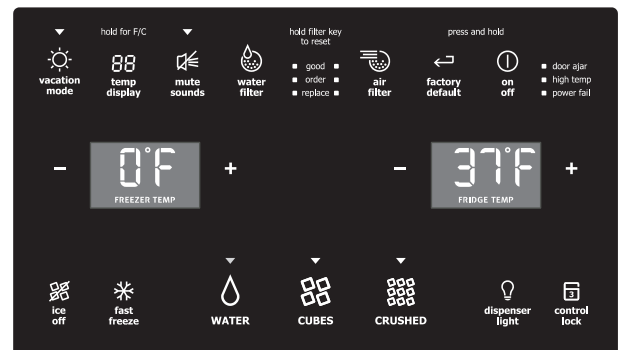 hold for F/C
hold filter key
to reset
press and hold
88
vacation
mode
temp
display
mute
sounds
water
filter
good
order
replace
air
filter
factory
default
on
off
door ajar
high temp
power fail
- 0°F +
FREEZER TEMP
- 37°F +
FRIDGE TEMP
ice
off
fast
freeze
WATER
CUBES
CRUSHED
dispenser
light
3
control
lock